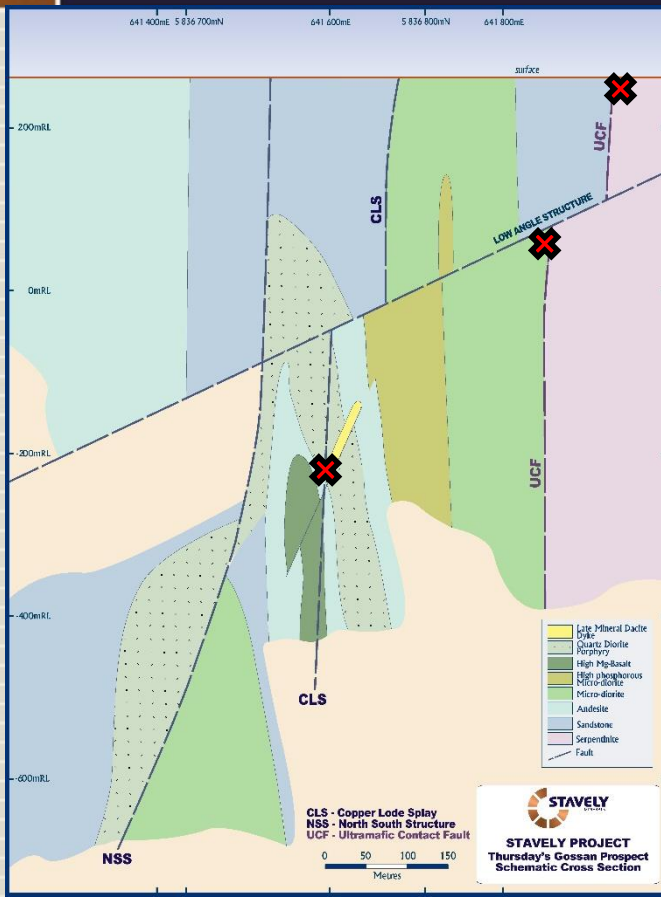 641 400mE 5 836 700mN 641 600mE 5 836 800mN 641 800mE
surface
200mRL
UCF
CLS
LOW ANGLE STRUCTURE
0mRL
-200mRL
UCF
-400mRL
CLS
-600mRL
NSS
Late Mineral Dacite
Dyke
Quartz Diorite
Porphyry
High Mg-Basalt
High phosphorous
Micro-diorite
Micro-diorite
Andesite
Sandstone
Serpentinite
Fault
CLS - Copper Lode Splay
NSS - North South Structure
UCF - Ultramafic Contact Fault
0 50 100 150
Metres
STAVELY
STAVELY PROJECT
Thursday's Gossan Prospect
Schematic Cross Section